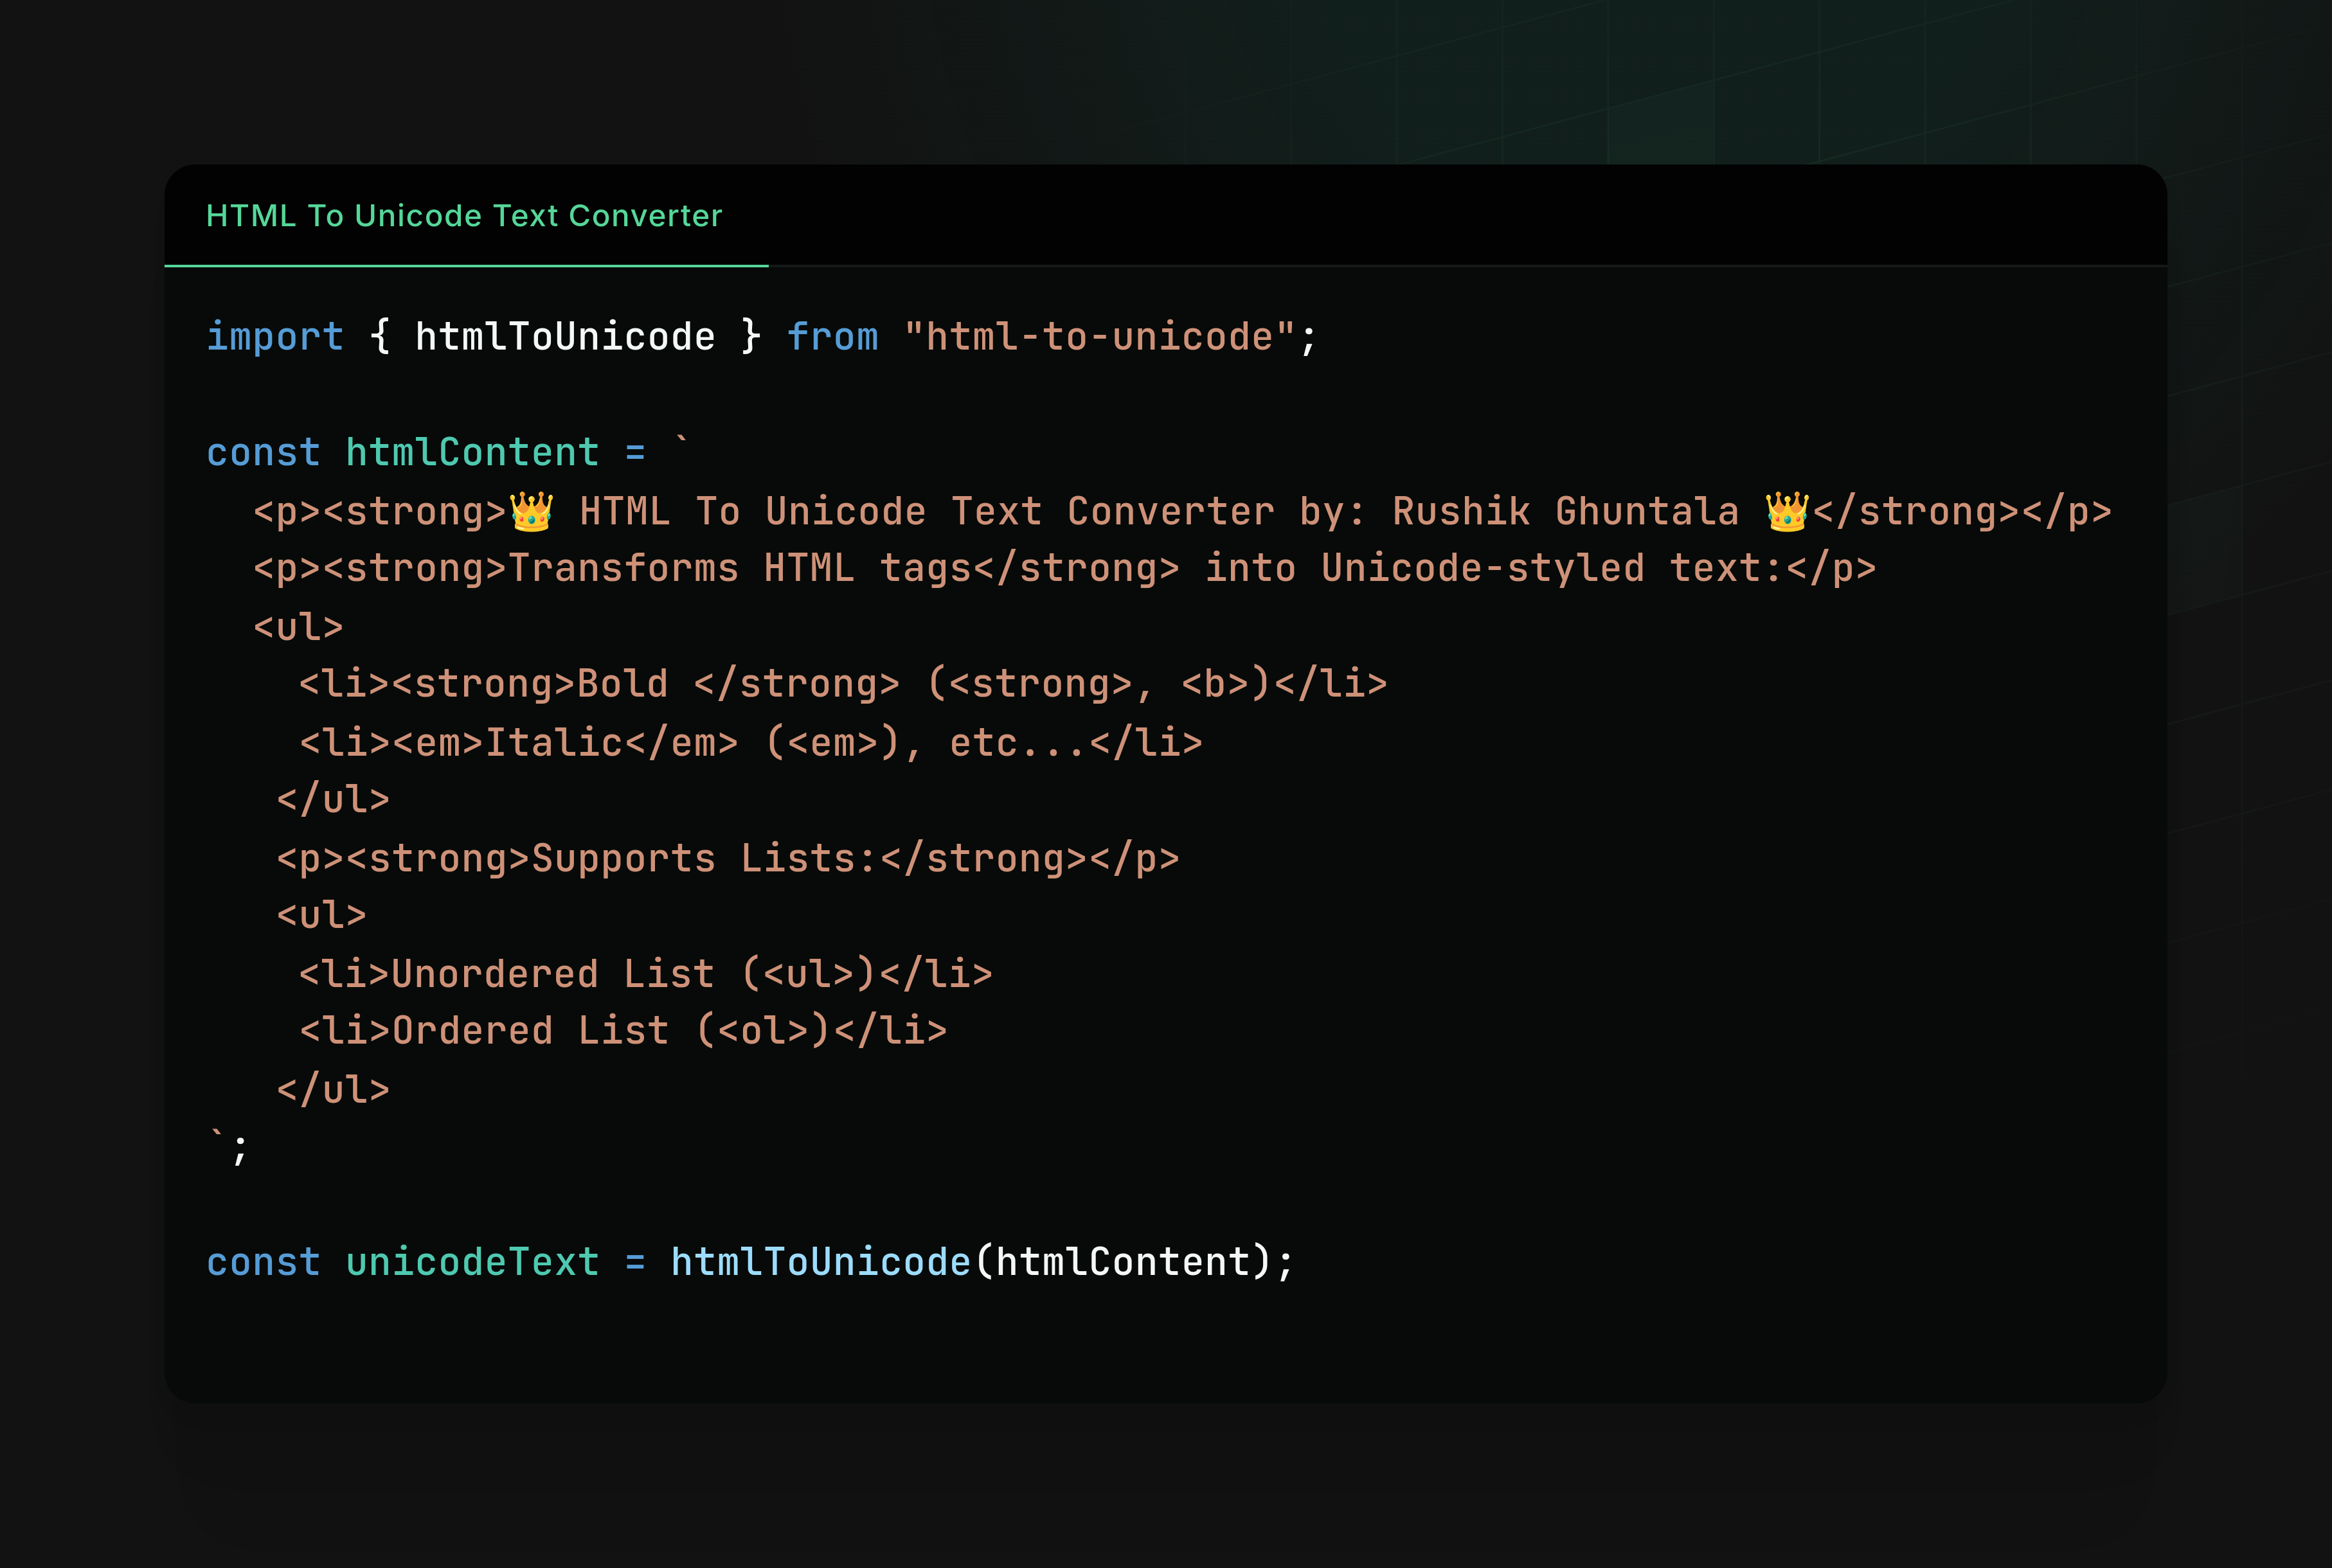 HTML To Unicode Text Converter
import { htmlToUnicode } from "html-to-unicode";
const htmlContent = `
  <p><strong>👑 HTML To Unicode Text Converter by: Rushik Ghuntala 👑</strong></p>
  <p><strong>Transforms HTML tags</strong> into Unicode-styled text:</p>
  <ul>
    <li><strong>Bold </strong> (<strong>, <b>)</li>
    <li><em>Italic</em> (<em>), etc...</li>
   </ul>
   <p><strong>Supports Lists:</strong></p>
   <ul>
    <li>Unordered List (<ul>)</li>
    <li>Ordered List (<ol>)</li>
   </ul>
`;
const unicodeText = htmlToUnicode(htmlContent);